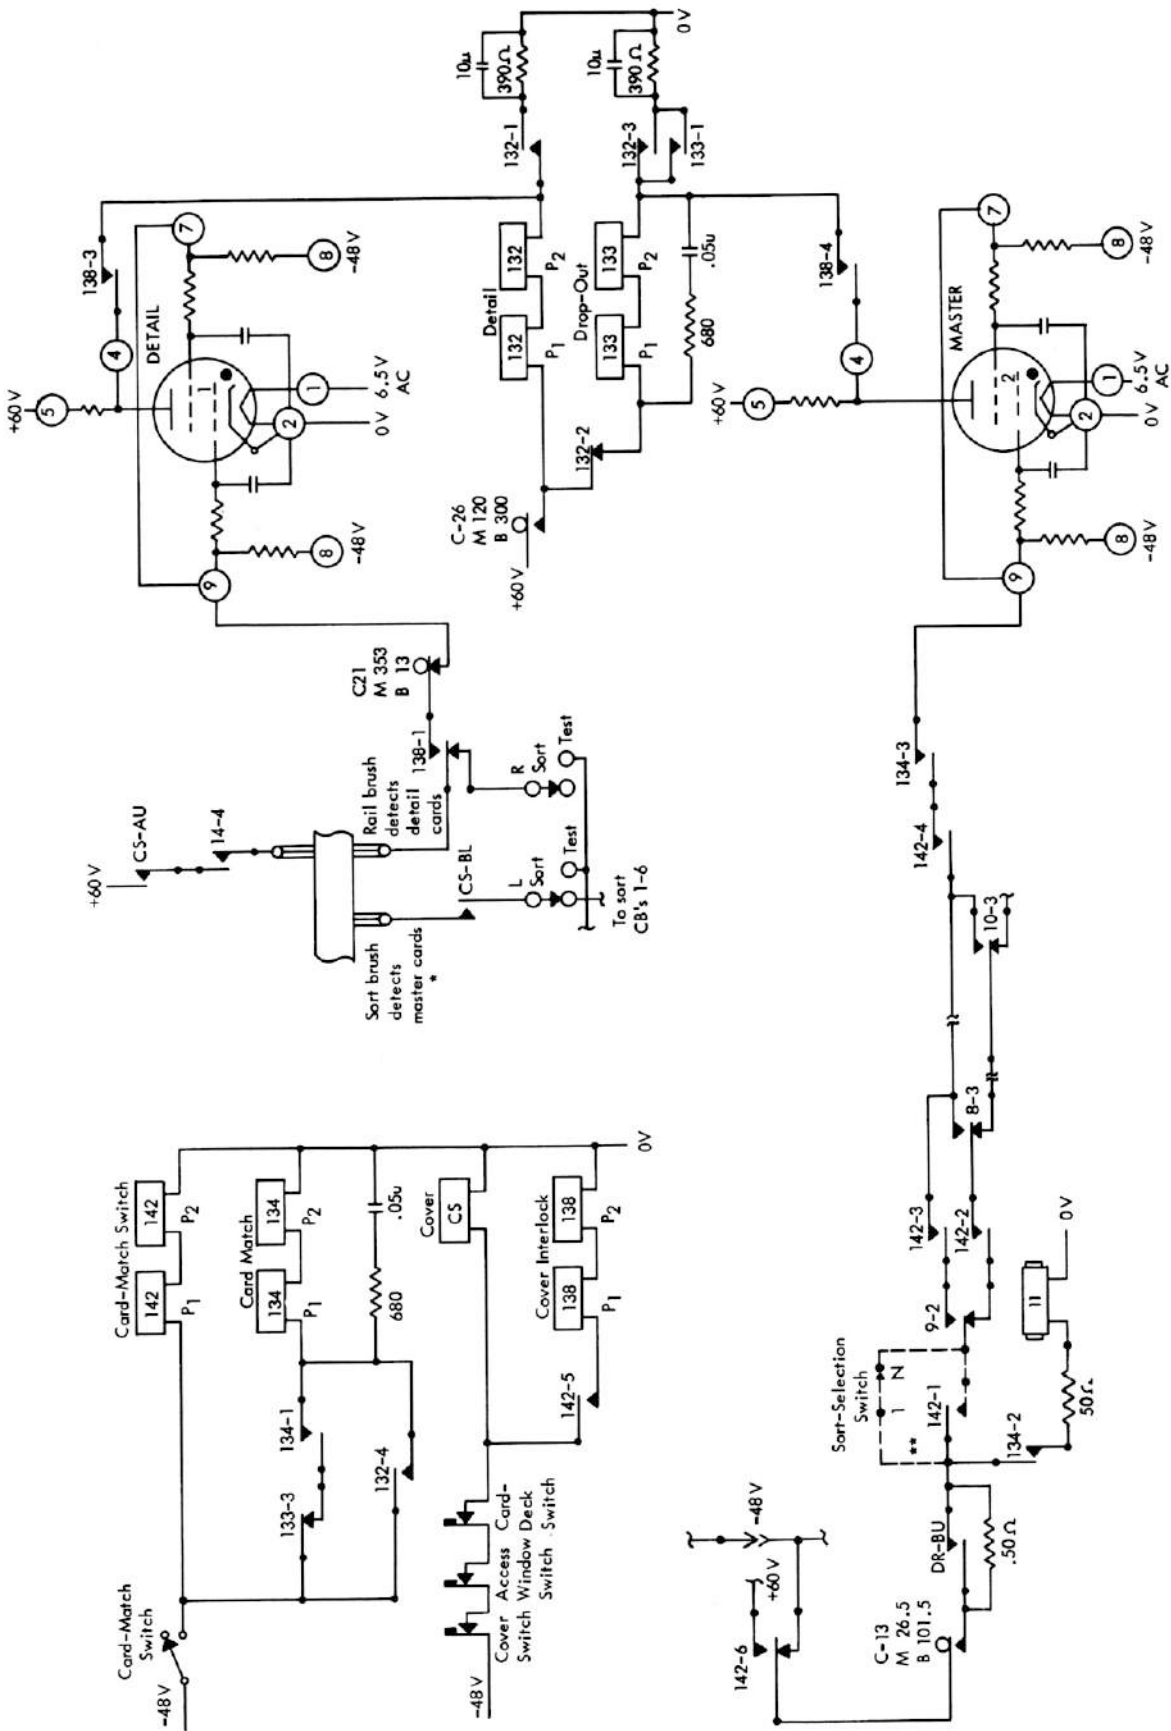 Card-Match
Switch
-48V
Card-Match Switch
142
P1
142
P2
Card Match
134
P1
134
P2
133-3
134-1
132-4
680
.05u
Cover
CS
Cover Interlock
138
P1
138
P2
142-5
0V
-48V
Cover Access Card-
Switch Window Deck
Switch Switch
+60V
CS-AU
14-4
Sort brush
detects
master cards
*
Rail brush
detects
detail
cards
CS-BL
138-1
L
Sort
Test
R
Sort
Test
To sort
CB's 1-6
C21
M 353
B 13
+60V
5
4
138-3
DETAIL
1
9
8
-48V
7
8
-48V
2
0V
1
6.5V
AC
C-26
M 120
B 300
+60V
Detail
132
P1
132
P2
132-2
Drop-Out
133
P1
133
P2
680
.05u
132-1
10u
390Ω
132-3
133-1
10u
390Ω
0V
138-4
+60V
5
4
MASTER
2
9
8
-48V
7
8
-48V
2
0V
1
6.5V
AC
142-6
+60V
-48V
C-13
M 26.5
B 101.5
DR-BU
.50Ω
Sort-Selection
Switch
1 N
**
142-1
134-2
50Ω
11
0V
9-2
142-3
142-2
8-3
10-3
142-4
134-3